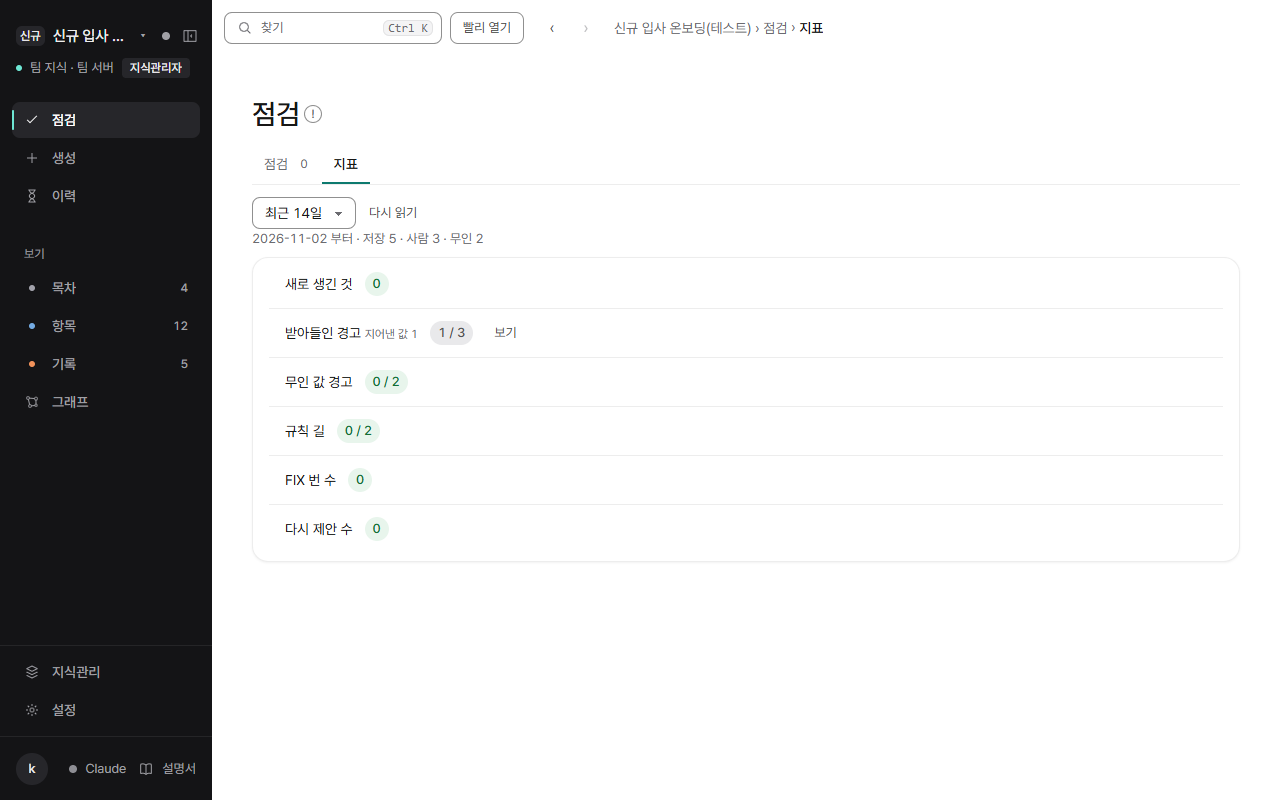 신규 신규 입사 ...
팀 지식 · 팀 서버 지식관리자
점검
생성
이력
보기
목차 4
항목 12
기록 5
그래프
지식관리
설정
k Claude 설명서
찾기 Ctrl K 빨리 열기 ‹ › 신규 입사 온보딩(테스트) › 점검 › 지표
점검
점검 0 지표
최근 14일 다시 읽기
2026-11-02 부터 · 저장 5 · 사람 3 · 무인 2
새로 생긴 것 0
받아들인 경고 지어낸 값 1 1 / 3 보기
무인 값 경고 0 / 2
규칙 길 0 / 2
FIX 번 수 0
다시 제안 수 0